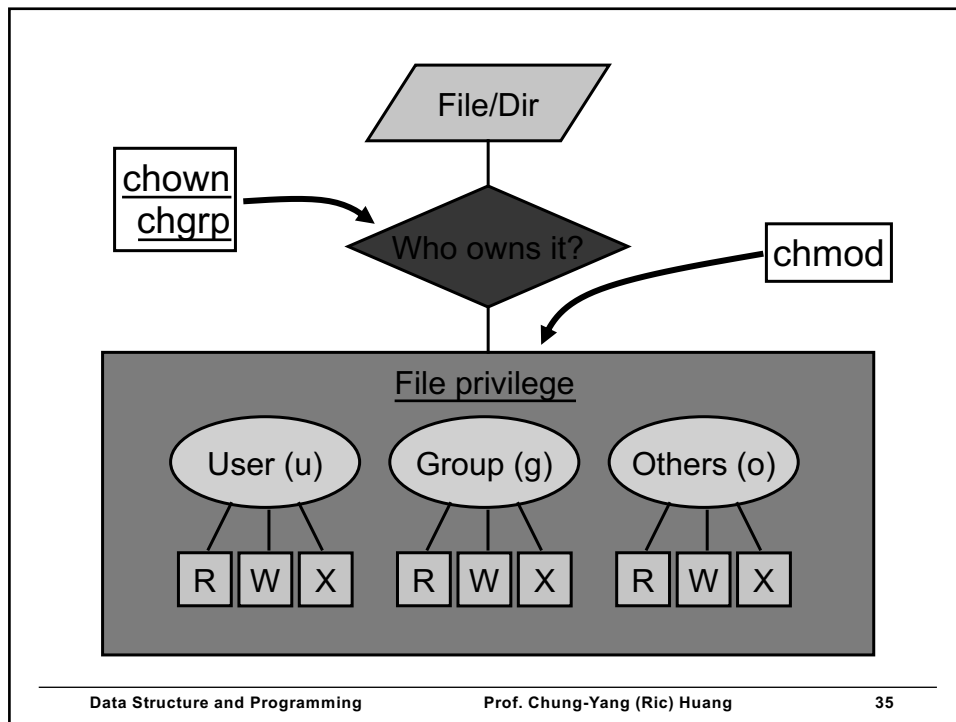 File/Dir
chown
chgrp
Who owns it?
chmod
File privilege
User (u) Group (g) Others (o)
R W X R W X R W X
Data Structure and Programming Prof. Chung-Yang (Ric) Huang 35